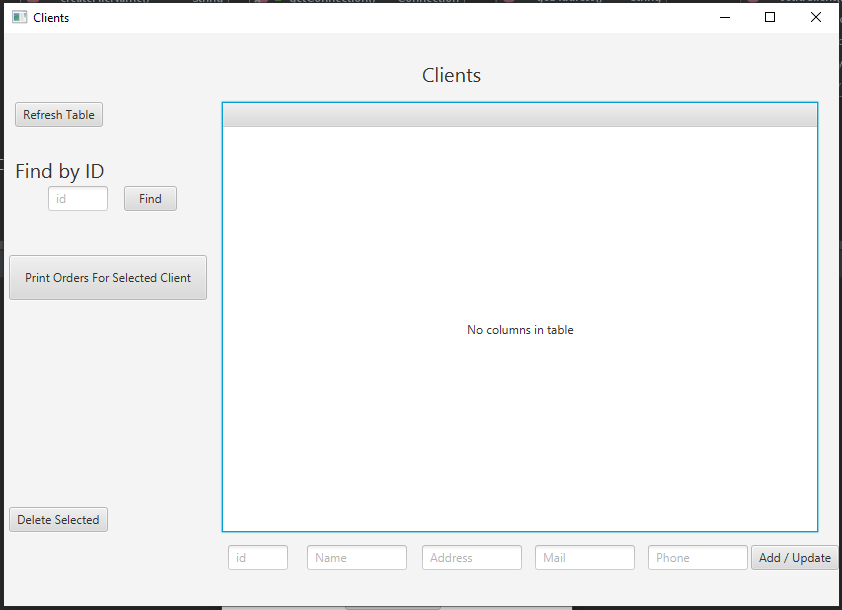 Clients
Clients
Refresh Table
Find by ID
id
Find
Print Orders For Selected Client
No columns in table
Delete Selected
id
Name
Address
Mail
Phone
Add / Update